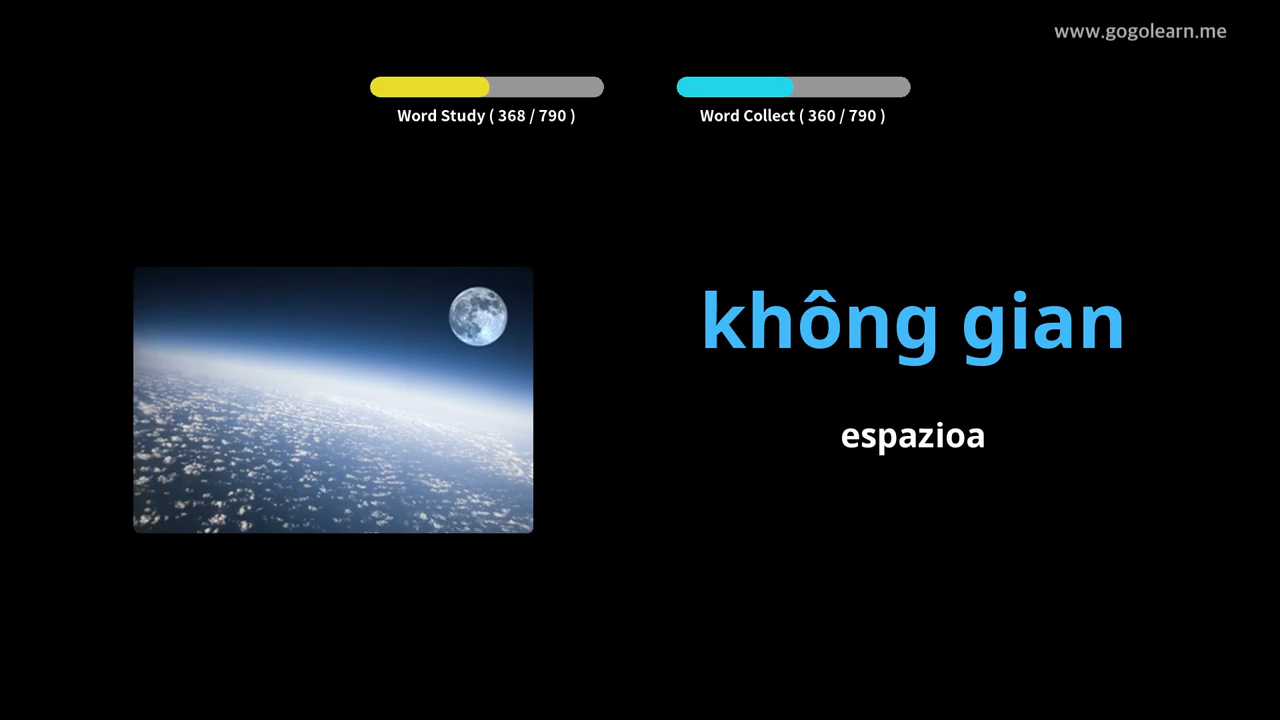 www.gogolearn.me
Word Study ( 368 / 790 )
Word Collect ( 360 / 790 )
không gian
espazioa